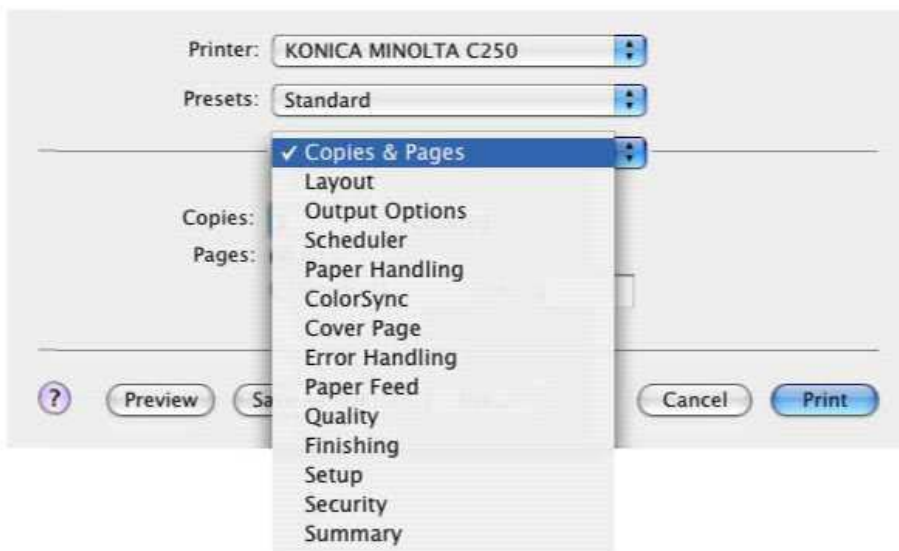 Printer: KONICA MINOLTA C250
Presets: Standard
✓ Copies & Pages
Layout
Output Options
Copies:
Scheduler
Pages:
Paper Handling
ColorSync
Cover Page
Error Handling
Paper Feed
? Preview Sa Cancel Print
Quality
Finishing
Setup
Security
Summary